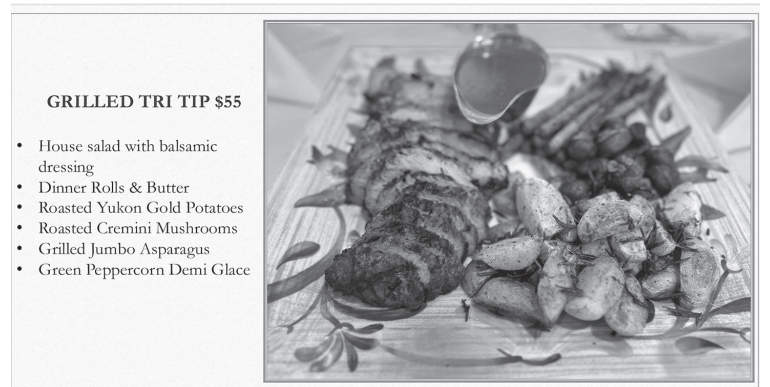 GRILLED TRI TIP $55
• House salad with balsamic
dressing
• Dinner Rolls & Butter
• Roasted Yukon Gold Potatoes
• Roasted Cremini Mushrooms
• Grilled Jumbo Asparagus
• Green Peppercorn Demi Glace